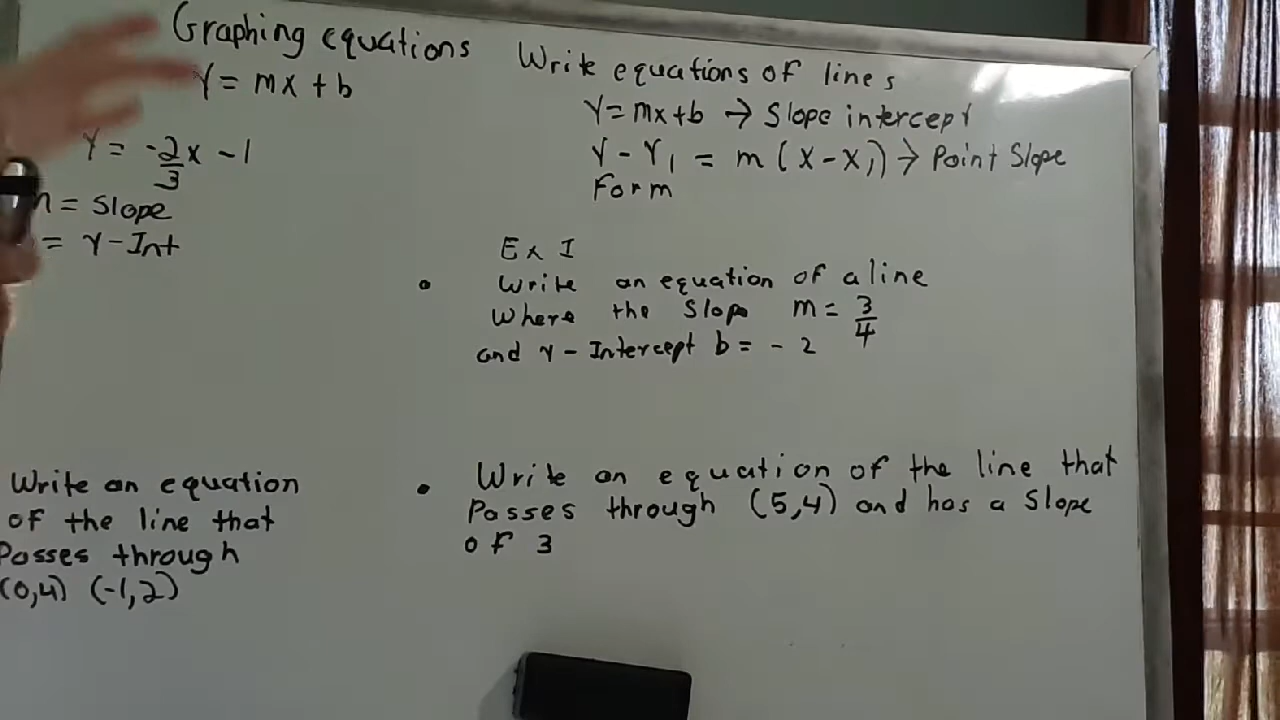 Graphing equations
Y = mx + b
Y = -2/3 x - 1
= Slope
= Y-Int
Write equations of lines
Y = mx+b → Slope intercept
Y - Y₁ = m (X - X₁) → Point Slope
Form
Ex I
Write an equation of a line
Where the Slope m = 3/4
and Y-Intercept b = - 2
Write an equation
of the line that
Passes through
(0,4) (-1,2)
Write an equation of the line that
Passes through (5,4) and has a Slope
of 3